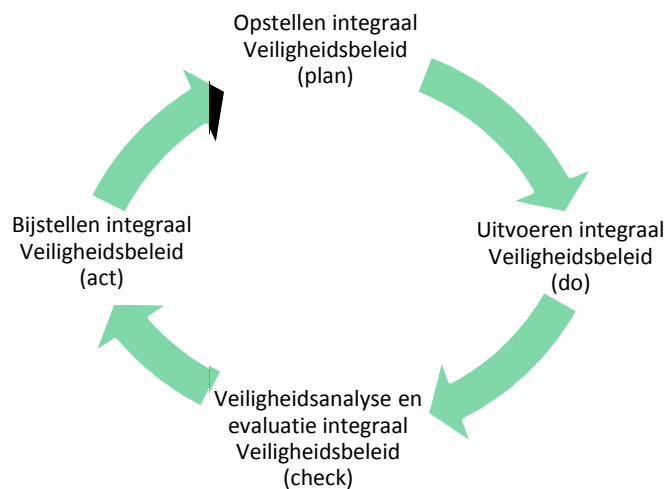 Opstellen integraal
Veiligheidsbeleid
(plan)
Uitvoeren integraal
Veiligheidsbeleid
(do)
Veiligheidsanalyse en
evaluatie integraal
Veiligheidsbeleid
(check)
Bijstellen integraal
Veiligheidsbeleid
(act)